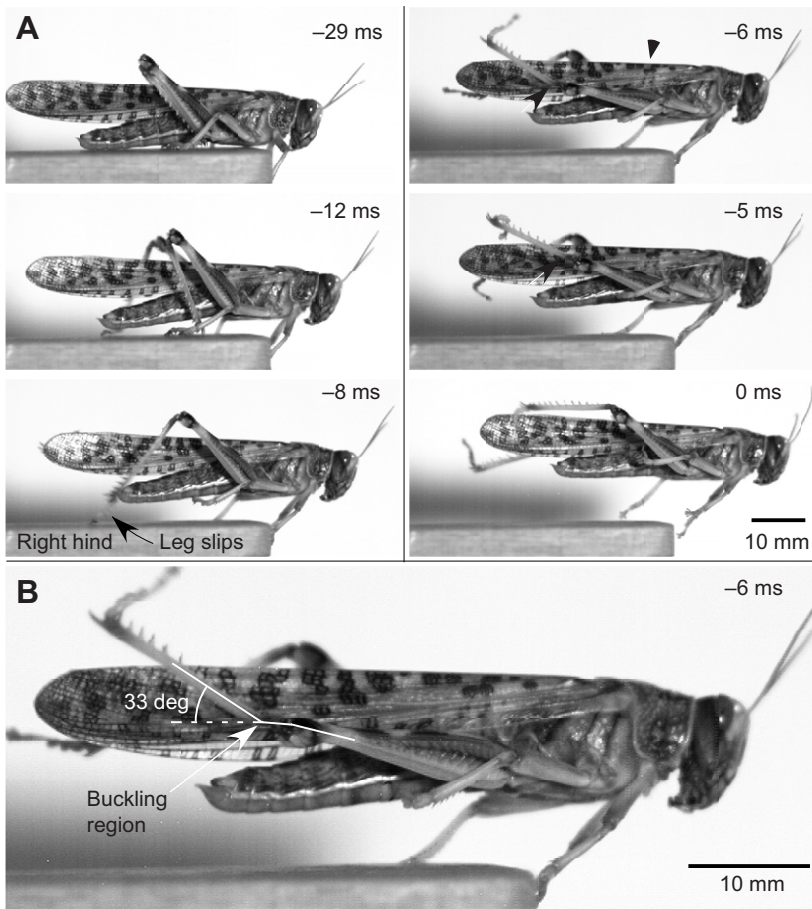 A
–29 ms
–12 ms
–8 ms
Right hind
Leg slips
–6 ms
–5 ms
0 ms
10 mm
B
–6 ms
33 deg
Buckling
region
10 mm